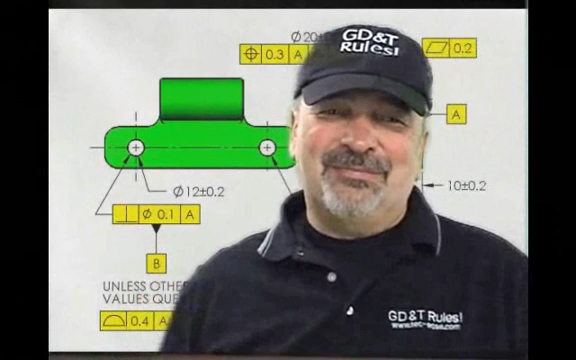 Ø20
0.3 A
GD&T
Rules!
0.2
A
10±0.2
Ø12±0.2
Ø 0.1 A
B
UNLESS OTHE
VALUES QUE
0.4 A
GD&T Rules!